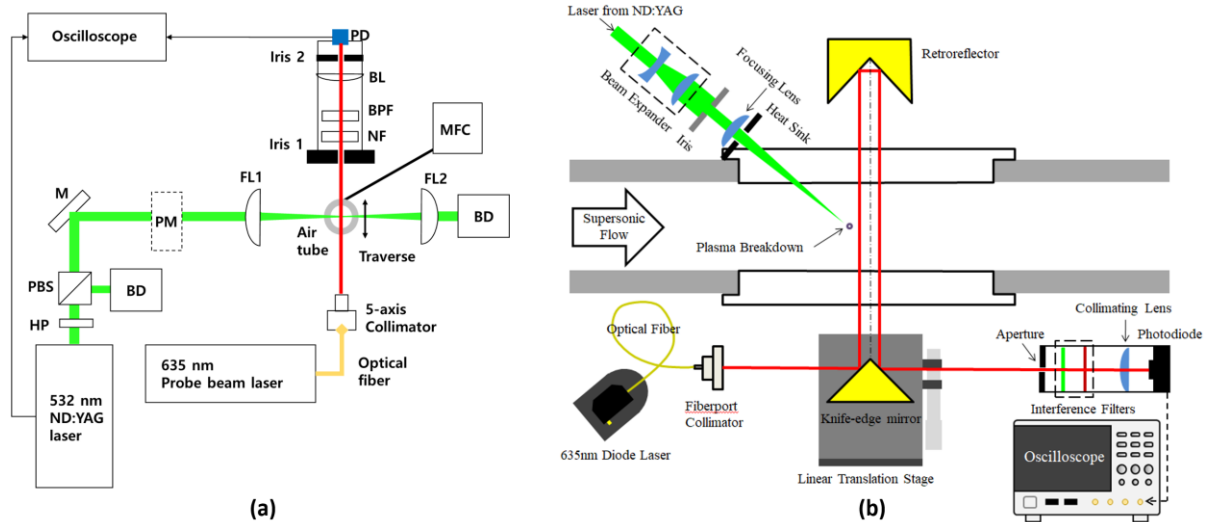 Oscilloscope
PD
Iris 2
BL
BPF
NF
Iris 1
MFC
M
PM
FL1
FL2
BD
Air
tube
Traverse
PBS
BD
HP
5-axis
Collimator
635 nm
Probe beam laser
Optical
fiber
532 nm
ND:YAG
laser
(a)
Laser from ND:YAG
Beam Expander
Iris
Focusing Lens
Heat Sink
Retroreflector
Supersonic
Flow
Plasma Breakdown
Optical Fiber
Collimating Lens
Aperture
Photodiode
Fiberport
Collimator
Knife-edge mirror
Interference Filters
635nm Diode Laser
Linear Translation Stage
Oscilloscope
(b)